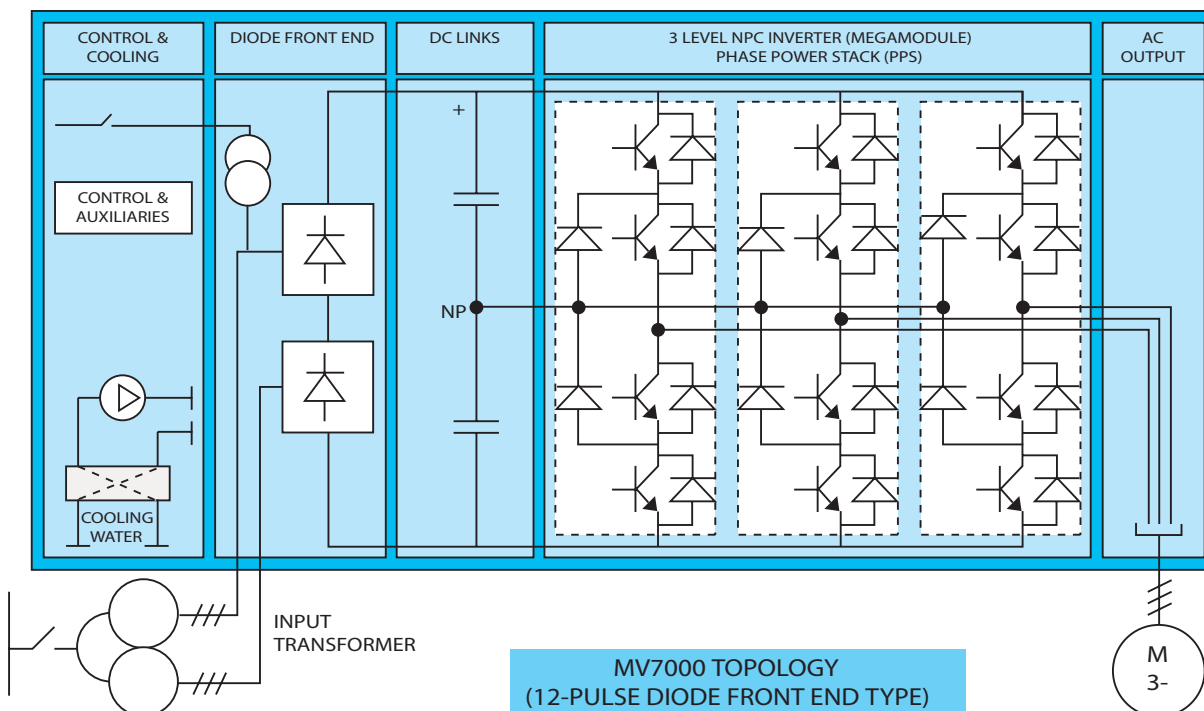 CONTROL &
COOLING
DIODE FRONT END
DC LINKS
3 LEVEL NPC INVERTER (MEGAMODULE)
PHASE POWER STACK (PPS)
AC
OUTPUT
+
CONTROL &
AUXILIARIES
NP
COOLING
WATER
INPUT
TRANSFORMER
MV7000 TOPOLOGY
(12-PULSE DIODE FRONT END TYPE)
M
3-